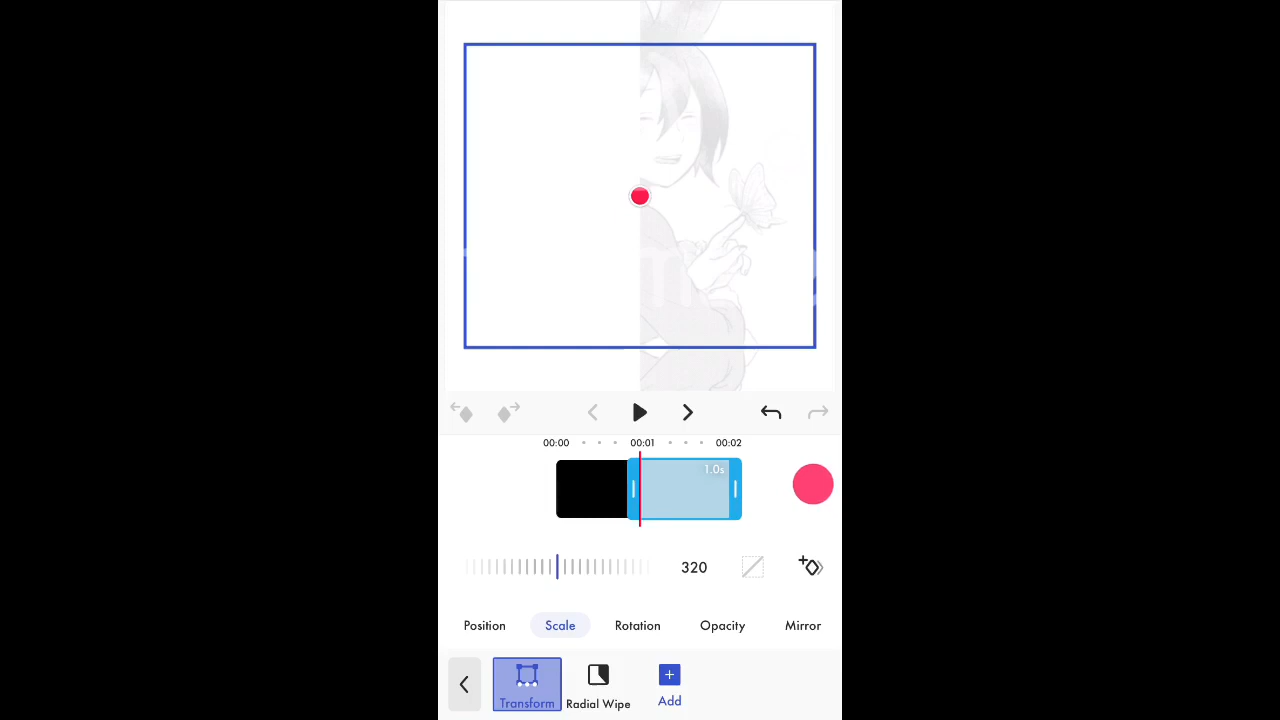 00:00
00:01
00:02
1.0s
320
Position
Scale
Rotation
Opacity
Mirror
Transform
Radial Wipe
Add